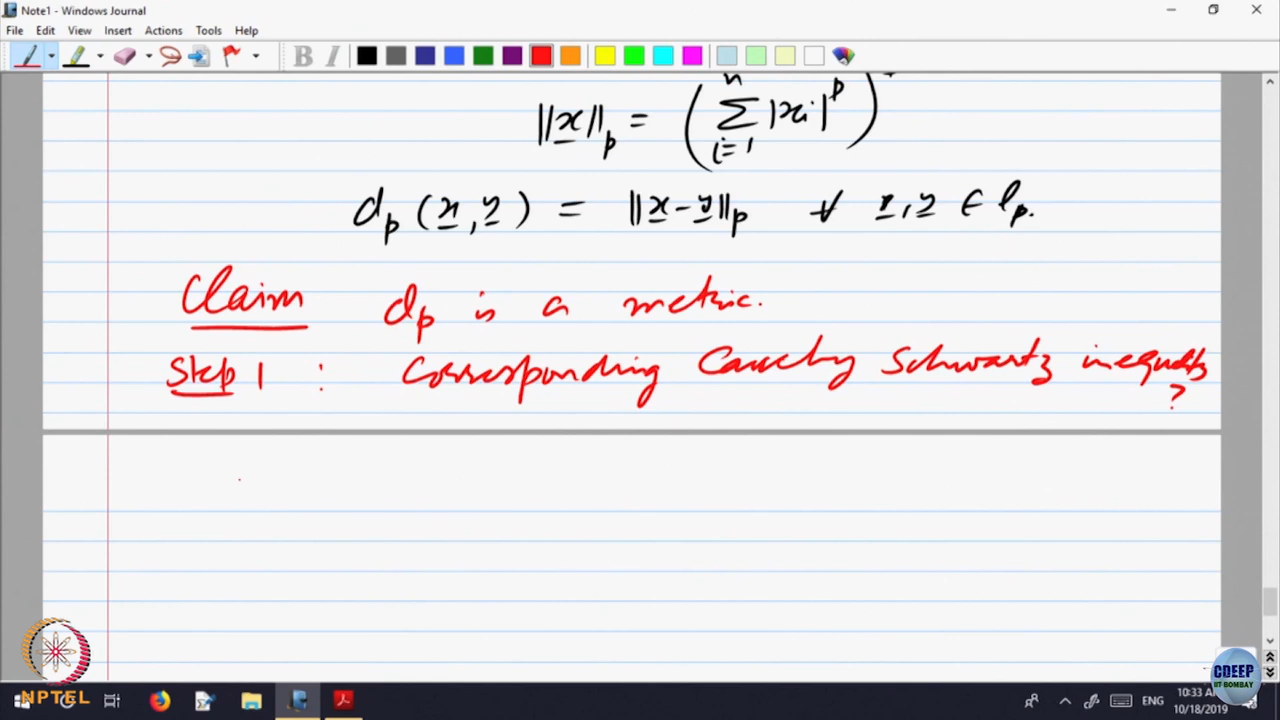 Note1 - Windows Journal
File Edit View Insert Actions Tools Help
B I
||x||p = ( n ∑ i=1 |xi|^p )
dp (x, y) = ||x - y||p ∀ x, y ∈ lp.
Claim dp is a metric.
Step 1 : Corresponding Cauchy Schwartz inequality ?
NPTEL
CDEEP
IIT BOMBAY
ENG
10:33 A
10/18/2019